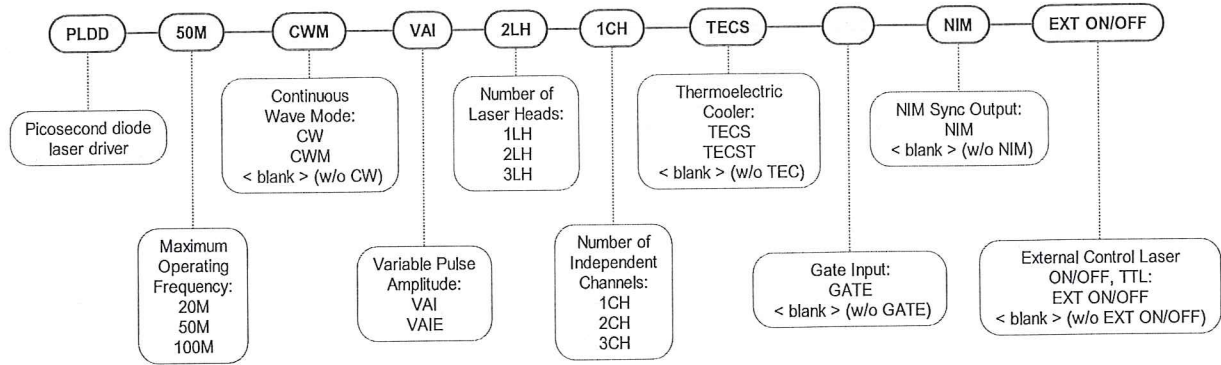 PLDD 50M CWM VAI 2LH 1CH TECS NIM EXT ON/OFF
Picosecond diode
laser driver
Maximum
Operating
Frequency:
20M
50M
100M
Continuous
Wave Mode:
CW
CWM
< blank > (w/o CW)
Variable Pulse
Amplitude:
VAI
VAIE
Number of
Laser Heads:
1LH
2LH
3LH
Number of
Independent
Channels:
1CH
2CH
3CH
Thermoelectric
Cooler:
TECS
TECST
< blank > (w/o TEC)
Gate Input:
GATE
< blank > (w/o GATE)
NIM Sync Output:
NIM
< blank > (w/o NIM)
External Control Laser
ON/OFF, TTL:
EXT ON/OFF
< blank > (w/o EXT ON/OFF)